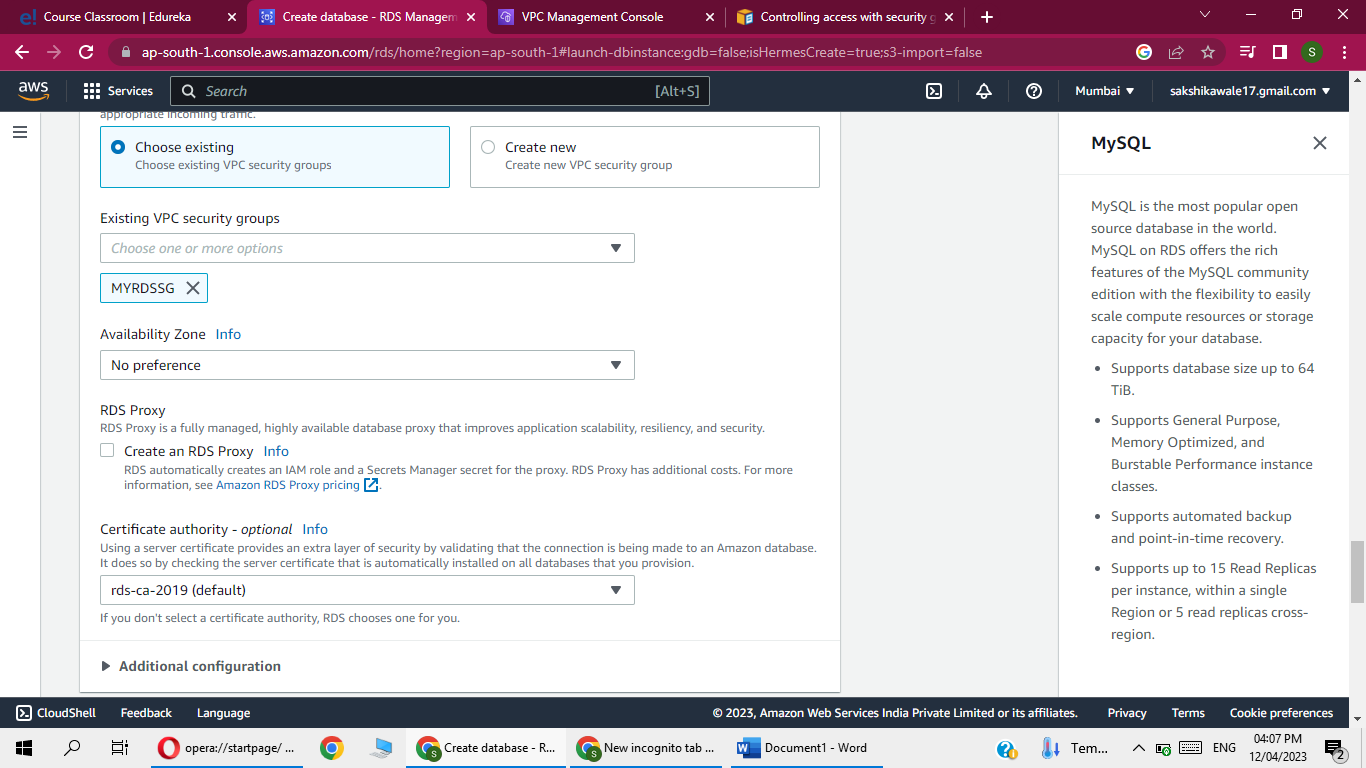 Course Classroom | Edureka
Create database - RDS Managem
VPC Management Console
Controlling access with security g
ap-south-1.console.aws.amazon.com/rds/home?region=ap-south-1#launch-dbinstance:gdb=false;isHermesCreate=true;s3-import=false
S
aws
Services
Search
[Alt+S]
Mumbai
sakshikawale17.gmail.com
appropriate incoming traffic.
Choose existing
Choose existing VPC security groups
Create new
Create new VPC security group
Existing VPC security groups
Choose one or more options
MYRDSSG
Availability Zone Info
No preference
RDS Proxy
RDS Proxy is a fully managed, highly available database proxy that improves application scalability, resiliency, and security.
Create an RDS Proxy Info
RDS automatically creates an IAM role and a Secrets Manager secret for the proxy. RDS Proxy has additional costs. For more
information, see Amazon RDS Proxy pricing.
Certificate authority - optional Info
Using a server certificate provides an extra layer of security by validating that the connection is being made to an Amazon database.
It does so by checking the server certificate that is automatically installed on all databases that you provision.
rds-ca-2019 (default)
If you don't select a certificate authority, RDS chooses one for you.
Additional configuration
MySQL
MySQL is the most popular open
source database in the world.
MySQL on RDS offers the rich
features of the MySQL community
edition with the flexibility to easily
scale compute resources or storage
capacity for your database.
• Supports database size up to 64
TiB.
• Supports General Purpose,
Memory Optimized, and
Burstable Performance instance
classes.
• Supports automated backup
and point-in-time recovery.
• Supports up to 15 Read Replicas
per instance, within a single
Region or 5 read replicas cross-
region.
CloudShell
Feedback
Language
© 2023, Amazon Web Services India Private Limited or its affiliates.
Privacy
Terms
Cookie preferences
opera://startpage/ ...
Create database - R...
New incognito tab ...
Document1 - Word
Tem...
ENG
04:07 PM
12/04/2023
2